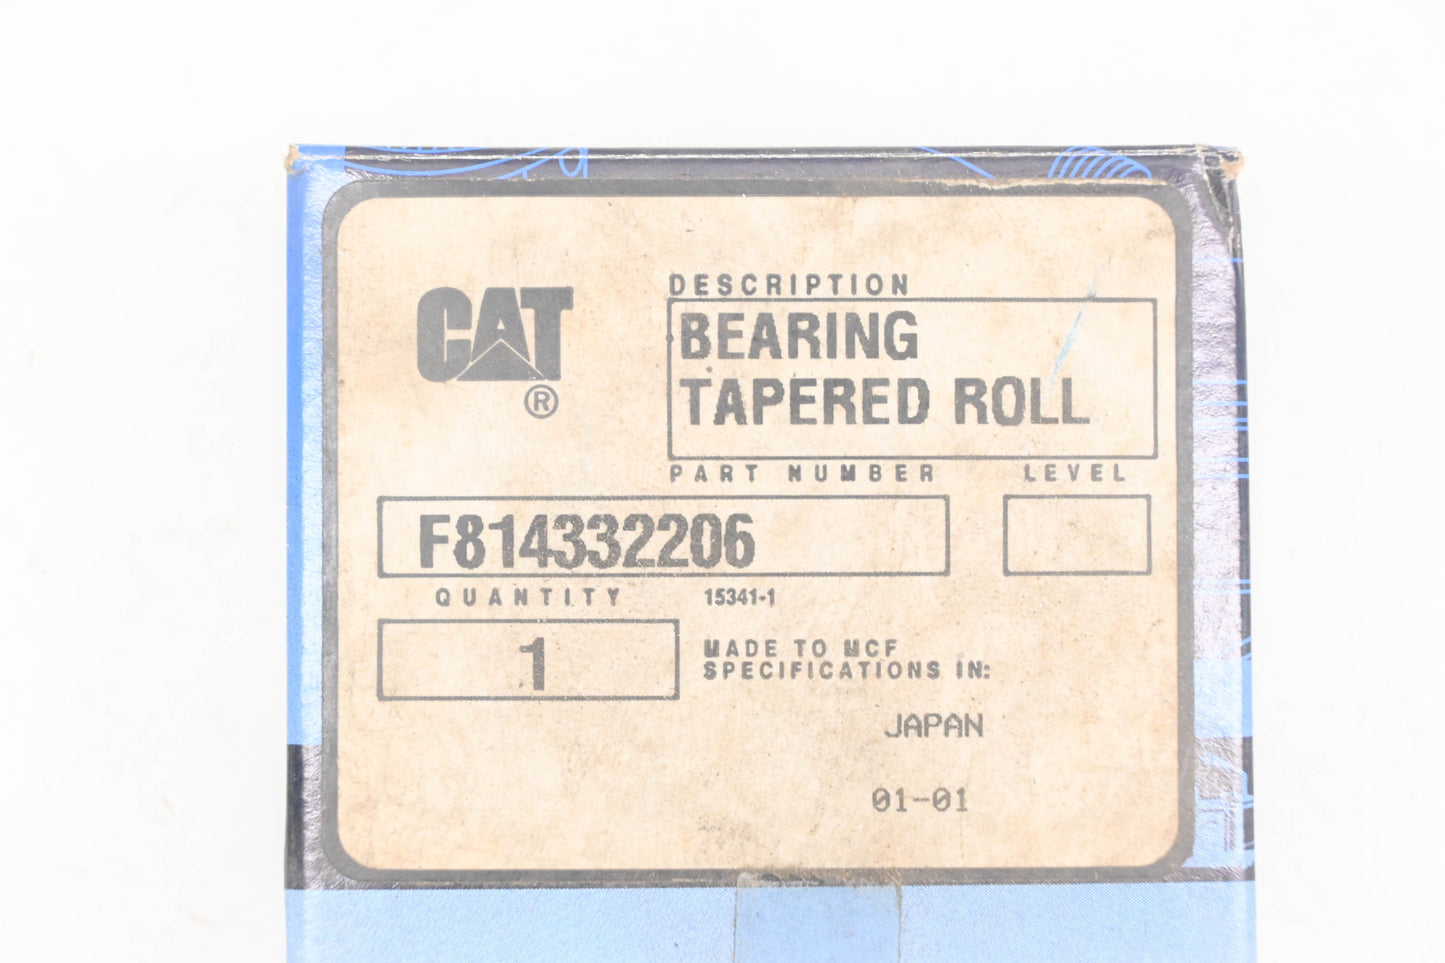 CAT
®
DESCRIPTION
BEARING
TAPERED ROLL
PART NUMBER
LEVEL
F814332206
QUANTITY
15341-1
1
MADE TO MCF
SPECIFICATIONS IN:
JAPAN
01-01